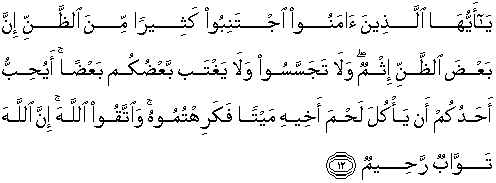 يَـٰٓأَيُّهَا ٱلَّذِينَ ءَامَنُوا۟ ٱجْتَنِبُوا۟ كَثِيرًا مِّنَ ٱلظَّنِّ إِنَّ
بَعْضَ ٱلظَّنِّ إِثْمٌ ۖ وَلَا تَجَسَّسُوا۟ وَلَا يَغْتَب بَّعْضُكُم بَعْضًا ۚ أَيُحِبُّ
أَحَدُكُمْ أَن يَأْكُلَ لَحْمَ أَخِيهِ مَيْتًا فَكَرِهْتُمُوهُ ۚ وَٱتَّقُوا۟ ٱللَّهَ ۚ إِنَّ ٱللَّهَ
تَوَّابٌ رَّحِيمٌ ١٢